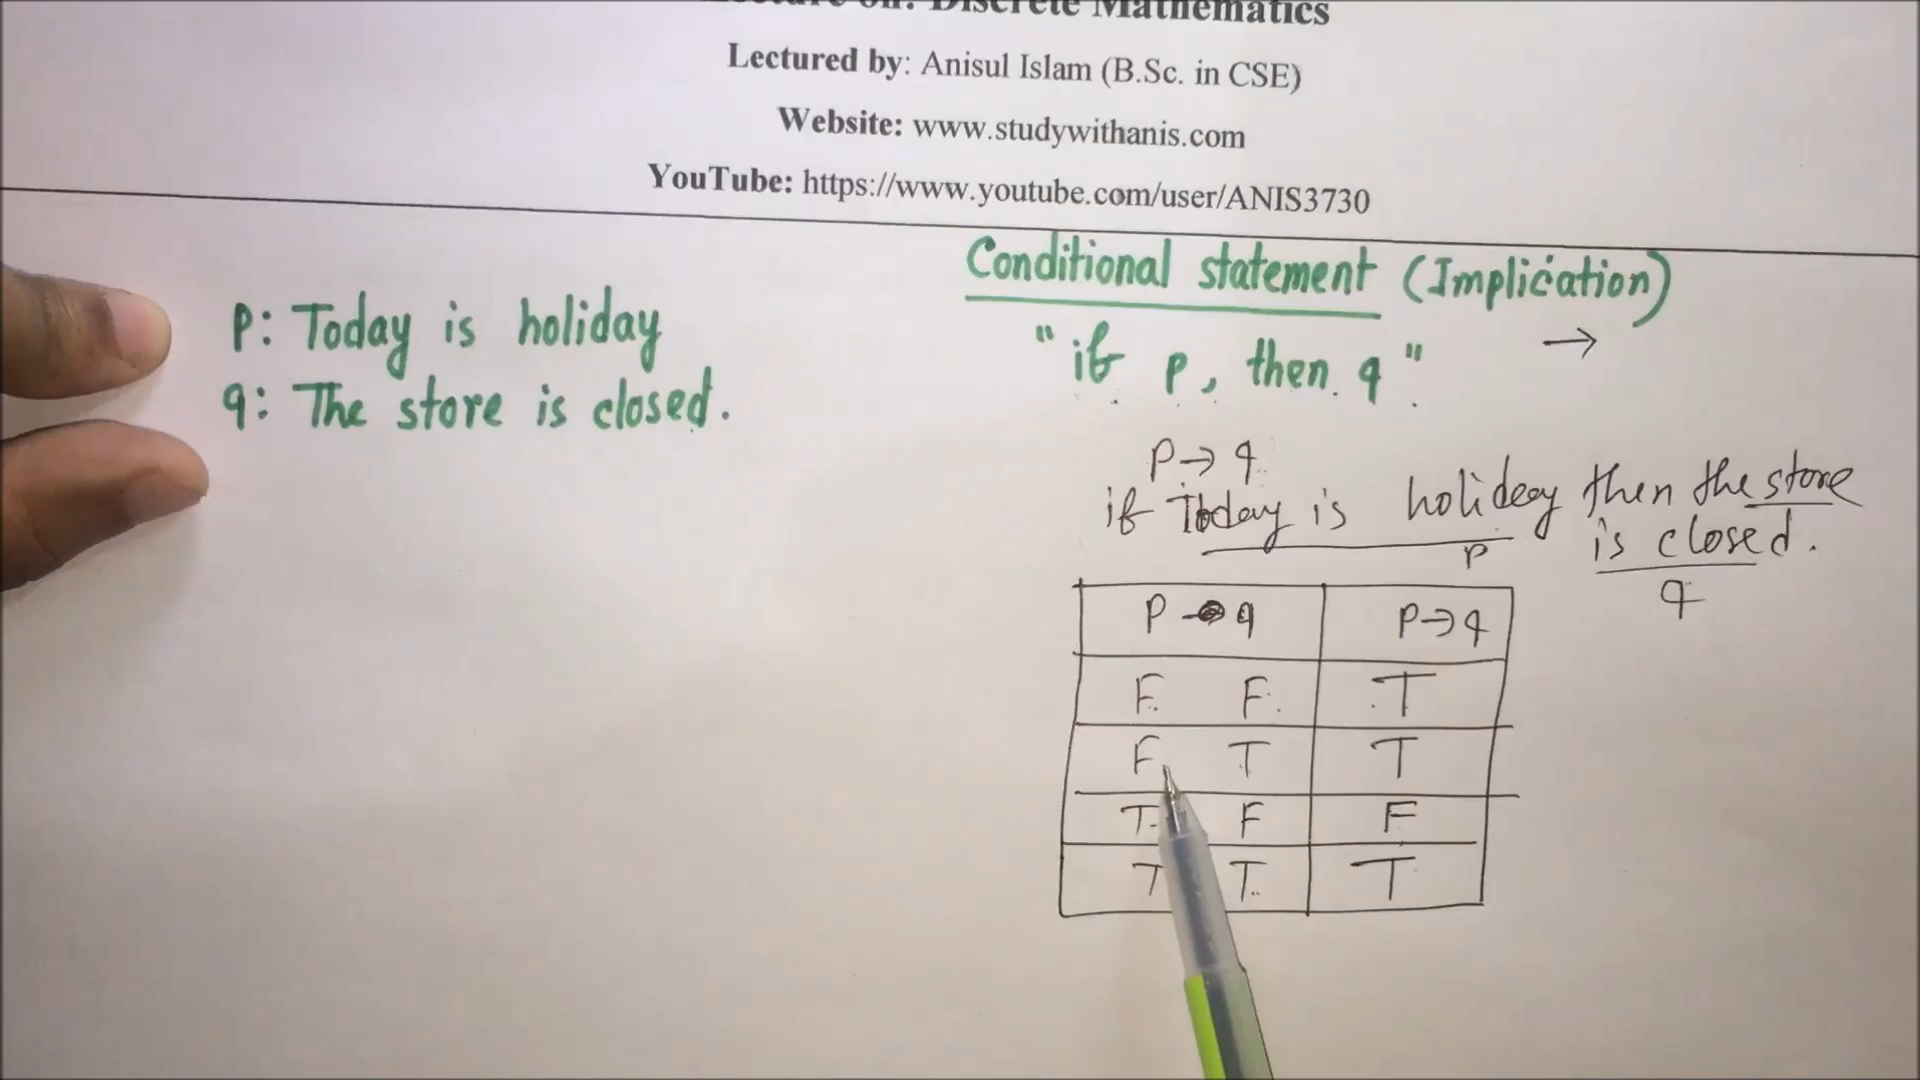 Discrete Mathematics
Lectured by: Anisul Islam (B.Sc. in CSE)
Website: www.studywithanis.com
YouTube: https://www.youtube.com/user/ANIS3730
P: Today is holiday
q: The store is closed.
Conditional statement (Implication)
"if p, then q" →
P→q
if Today is holiday then the store
is closed.
P
q
P q P→q
F F T
F T T
T F F
T T T